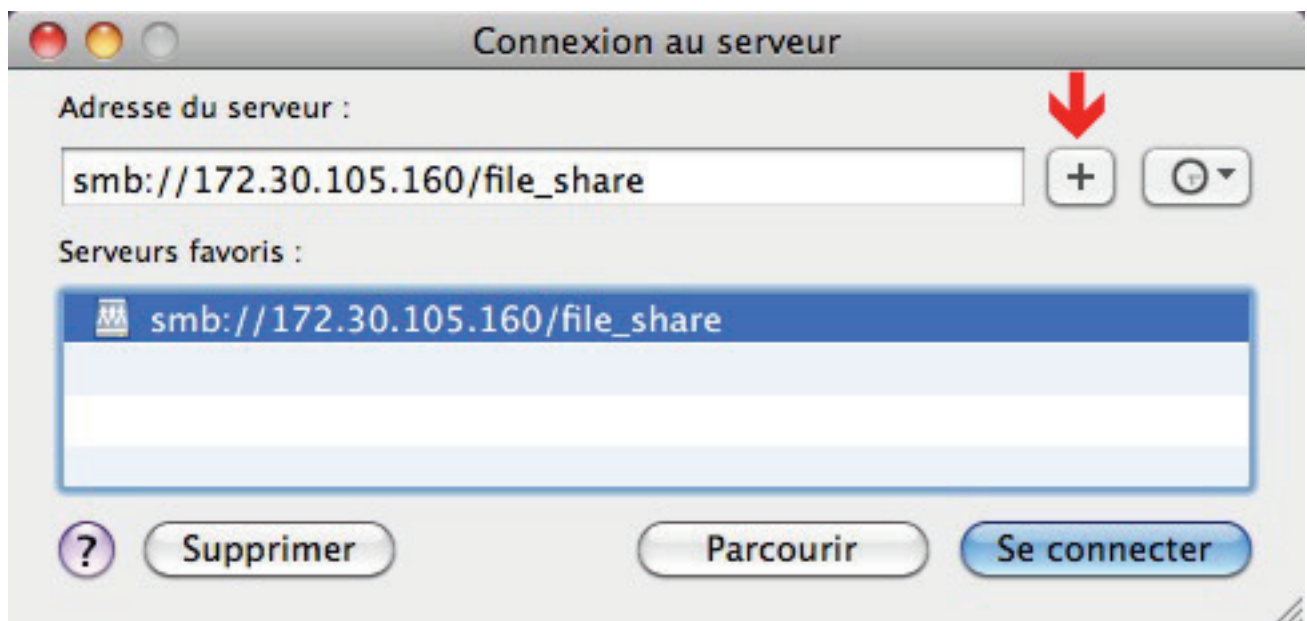 Connexion au serveur
Adresse du serveur :
smb://172.30.105.160/file_share
+
Serveurs favoris :
smb://172.30.105.160/file_share
? Supprimer Parcourir Se connecter